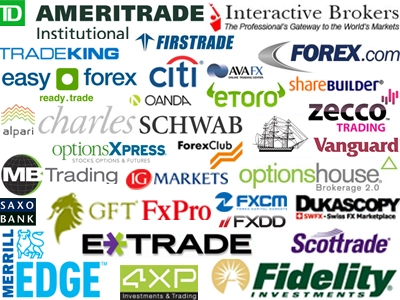 TD AMERITRADE
Institutional
Interactive Brokers
The Professional's Gateway to the World's Markets
TRADEKING
FIRSTRADE
FOREX.com
easy forex
ready.trade
citi
AVAFX
ONLINE TRADING CENTER
shareBUILDER
OANDA
eToro
zecco
TRADING
alpari
charles SCHWAB
optionsXpress
STOCKS OPTIONS & FUTURES
ForexClub
Vanguard
MB Trading
IG MARKETS
optionshouse
Brokerage 2.0
SAXO
BANK
GFT
FxPro
FXCM
FXDD
DUKASCOPY
SWFX - Swiss FX Marketplace
MERRILL
EDGE
E TRADE
Scottrade
4XP
Investments & Trading
Fidelity
INVESTMENTS